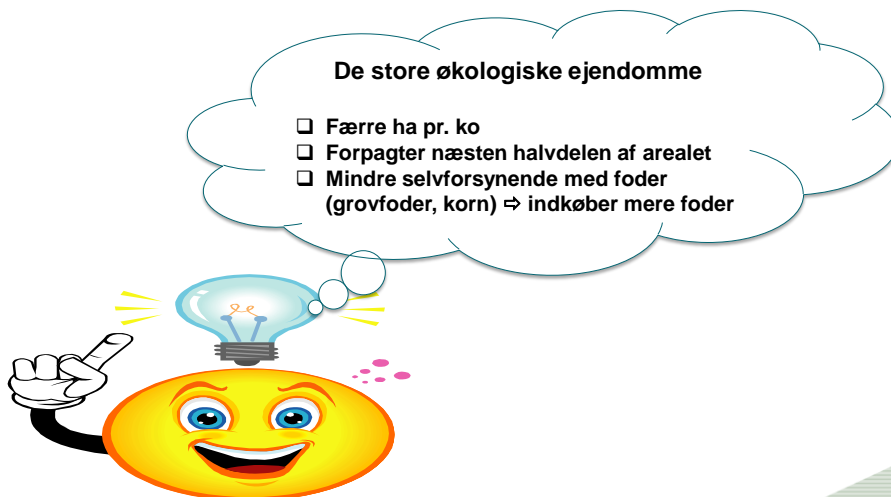 De store økologiske ejendomme
❑ Færre ha pr. ko
❑ Forpagter næsten halvdelen af arealet
❑ Mindre selvforsynende med foder
(grovfoder, korn) ⇨ indkøber mere foder